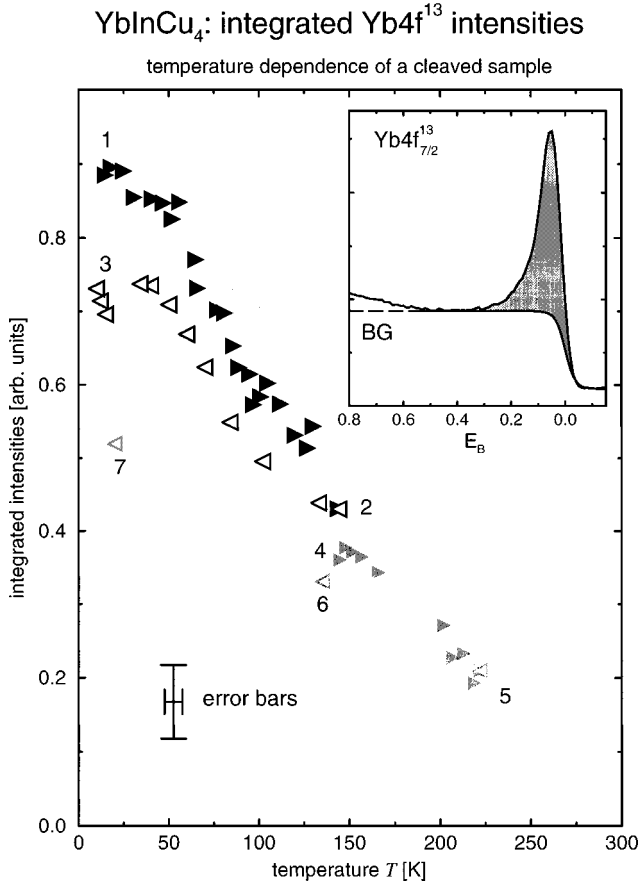 YbInCu4: integrated Yb4f13 intensities
temperature dependence of a cleaved sample
1
Yb4f13 7/2
0.8
3
BG
0.6
0.8 0.6 0.4 0.2 0.0
EB
7
2
0.4
4
6
0.2
error bars
5
0.0
0 50 100 150 200 250 300
temperature T [K]
integrated intensities [arb. units]